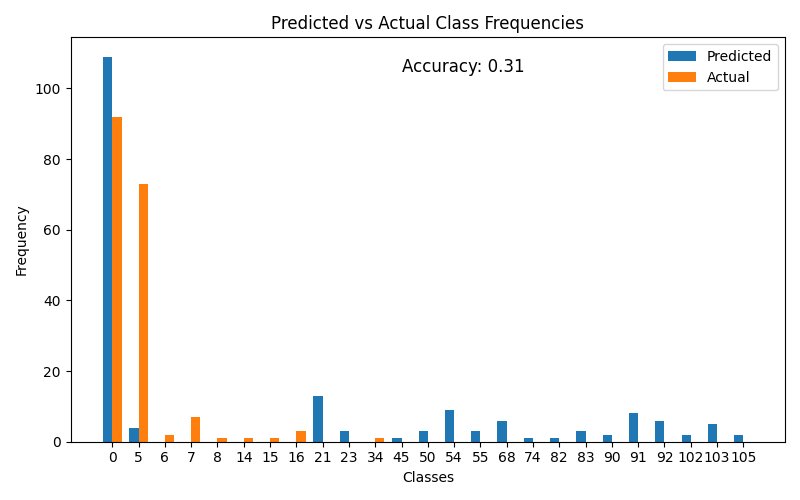 Predicted vs Actual Class Frequencies
Accuracy: 0.31
Predicted
Actual
Frequency
100
80
60
40
20
0
0 5 6 7 8 14 15 16 21 23 34 45 50 54 55 68 74 82 83 90 91 92 102 103 105
Classes